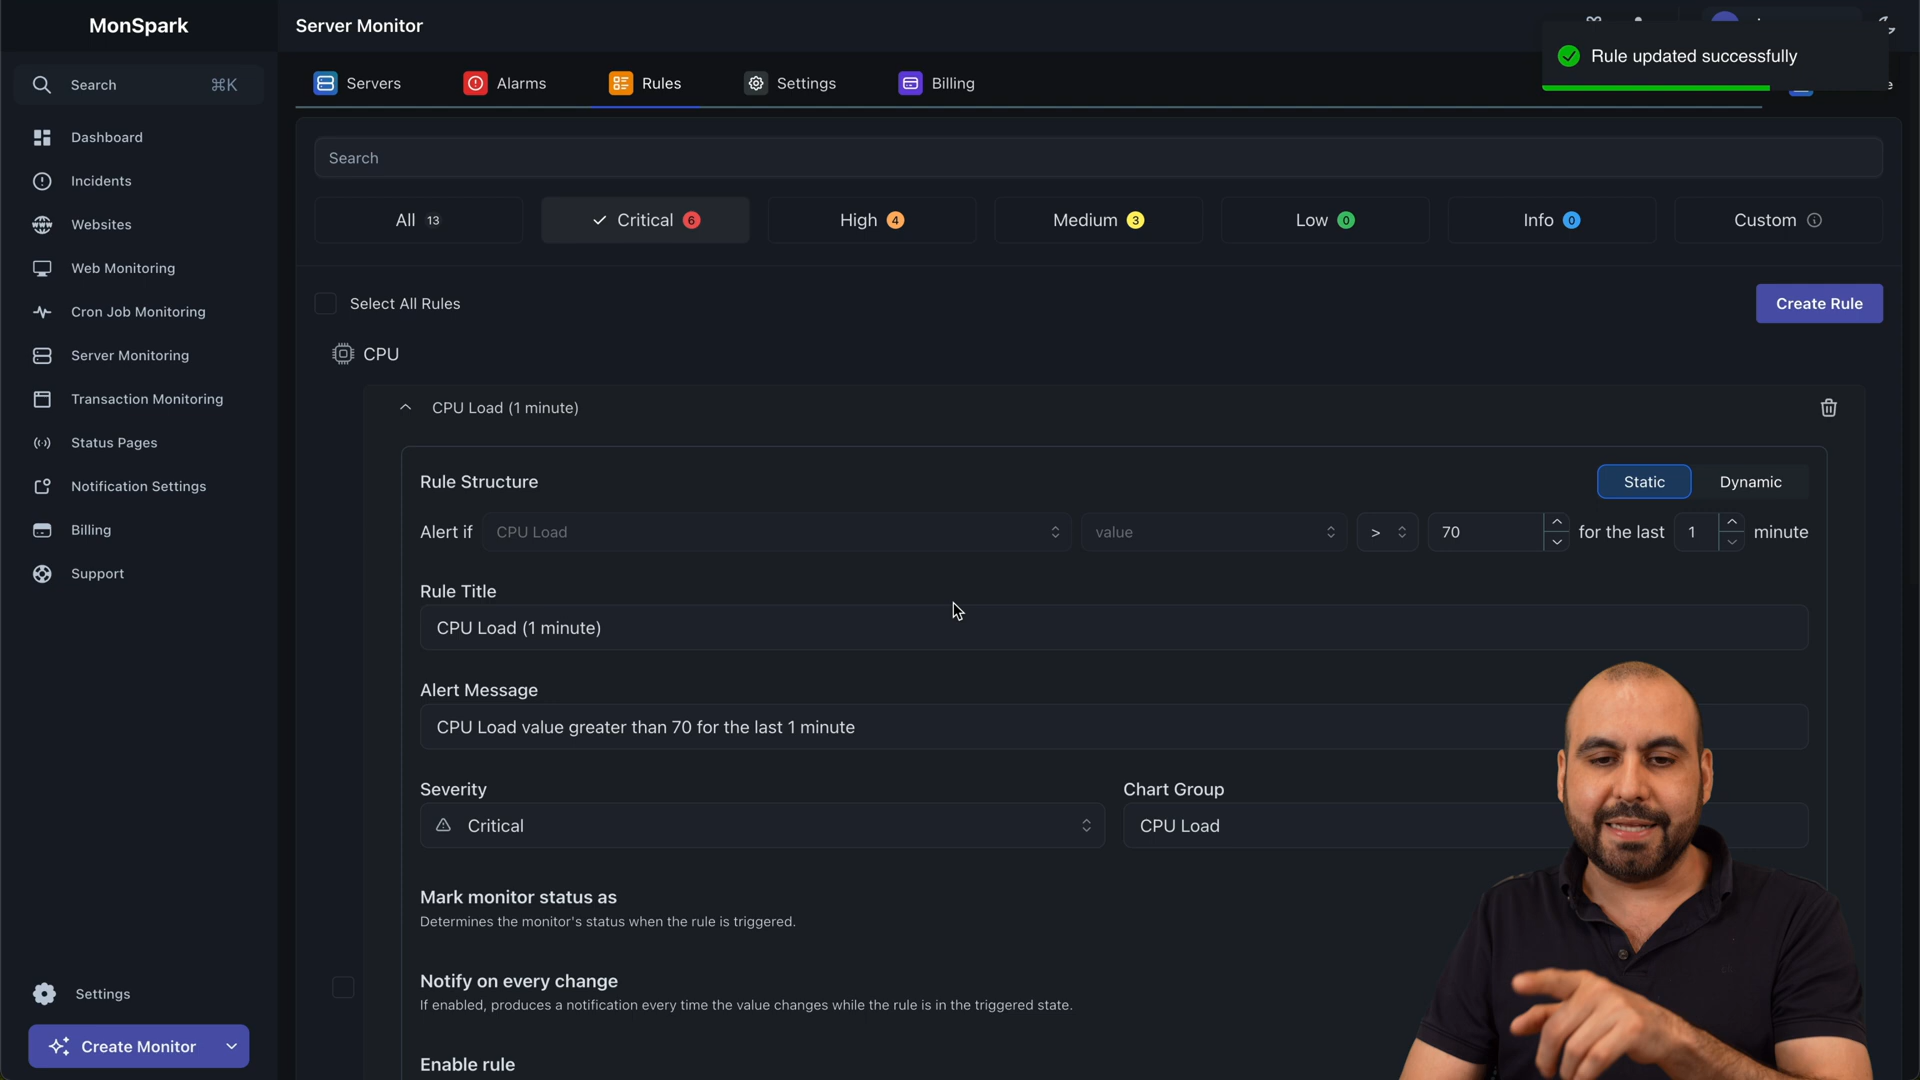 MonSpark
Server Monitor
Rule updated successfully
Search ⌘K
Servers
Alarms
Rules
Settings
Billing
Dashboard
Incidents
Websites
Web Monitoring
Cron Job Monitoring
Server Monitoring
Transaction Monitoring
Status Pages
Notification Settings
Billing
Support
Settings
Create Monitor
Search
All 13
Critical 6
High 4
Medium 3
Low 0
Info 0
Custom
Select All Rules
Create Rule
CPU
CPU Load (1 minute)
Rule Structure
Static
Dynamic
Alert if CPU Load value > 70 for the last 1 minute
Rule Title
CPU Load (1 minute)
Alert Message
CPU Load value greater than 70 for the last 1 minute
Severity
Critical
Chart Group
CPU Load
Mark monitor status as
Determines the monitor's status when the rule is triggered.
Notify on every change
If enabled, produces a notification every time the value changes while the rule is in the triggered state.
Enable rule